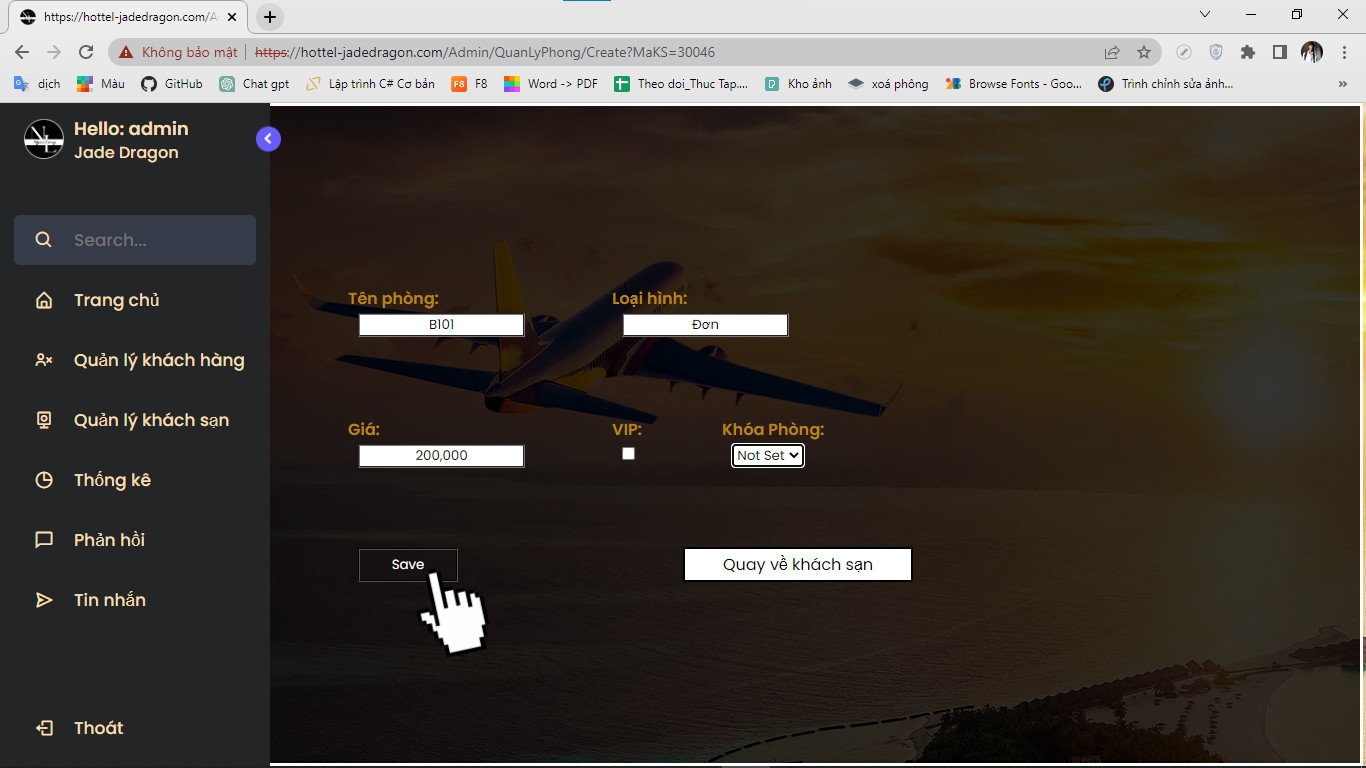 https://hottel-jadedragon.com/A
Không bảo mật | https://hottel-jadedragon.com/Admin/QuanLyPhong/Create?MaKS=30046
dịch Màu GitHub Chat gpt Lập trình C# Cơ bản F8 F8 Word -> PDF Theo doi_Thuc Tap.... Kho ảnh xoá phông Browse Fonts - Goo... Trình chỉnh sửa ảnh... »
Hello: admin
Jade Dragon
Search...
Trang chủ
Quản lý khách hàng
Quản lý khách sạn
Thống kê
Phản hồi
Tin nhắn
Thoát
Tên phòng: Loại hình:
B101 Đơn
Giá: VIP: Khóa Phòng:
200,000 Not Set
Save Quay về khách sạn